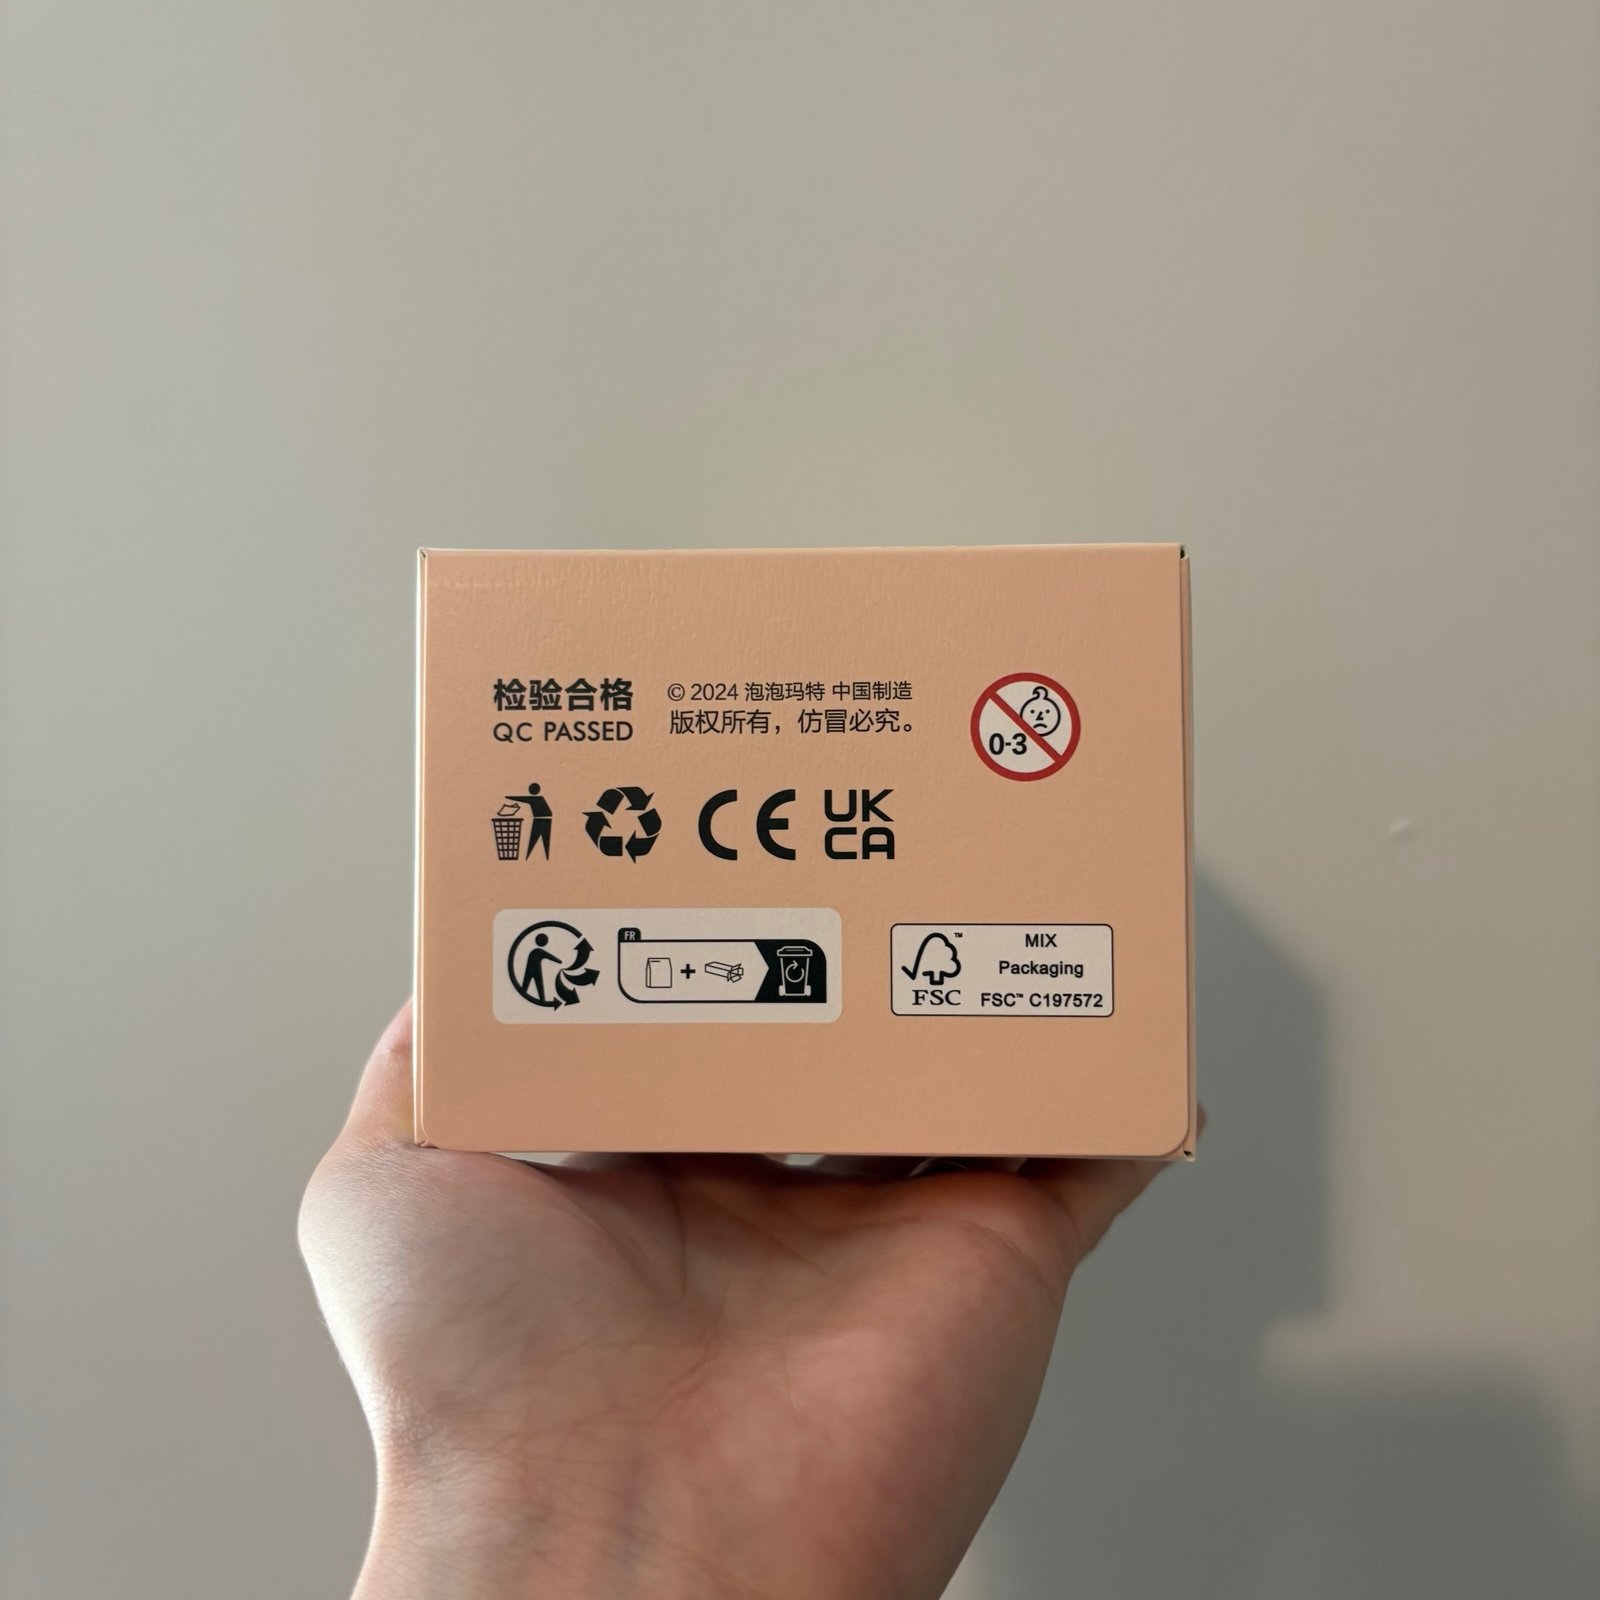 检验合格
QC PASSED
© 2024 泡泡玛特 中国制造
版权所有，仿冒必究。
0-3
CE
UK
CA
FR
FSC
™
MIX
Packaging
FSC™ C197572